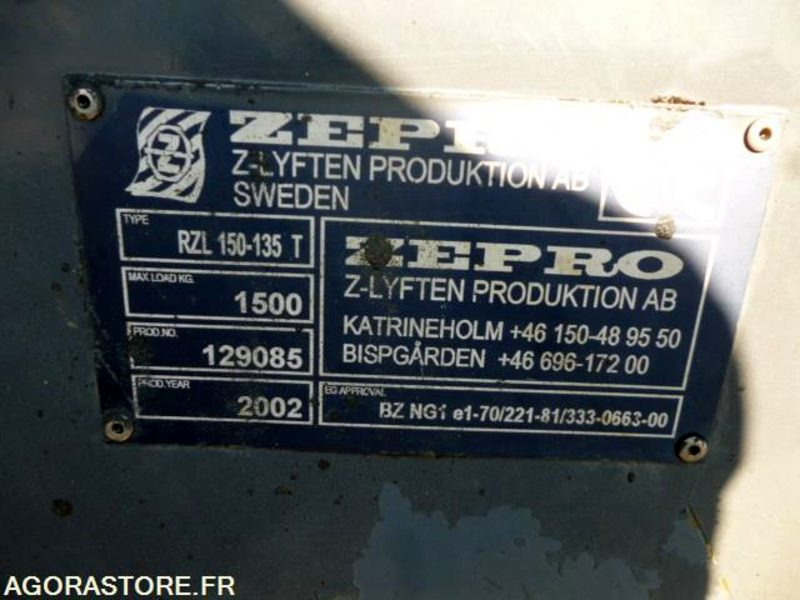 ZEPRO
Z-LYFTEN PRODUKTION AB
SWEDEN
TYPE
RZL 150-135 T
MAX LOAD KG.
1500
PROD.NO.
129085
PROD.YEAR
2002
ZEPRO
Z-LYFTEN PRODUKTION AB
KATRINEHOLM +46 150-48 95 50
BISPGÅRDEN +46 696-172 00
EG APPROVAL
BZ NG1 e1-70/221-81/333-0663-00
AGORASTORE.FR